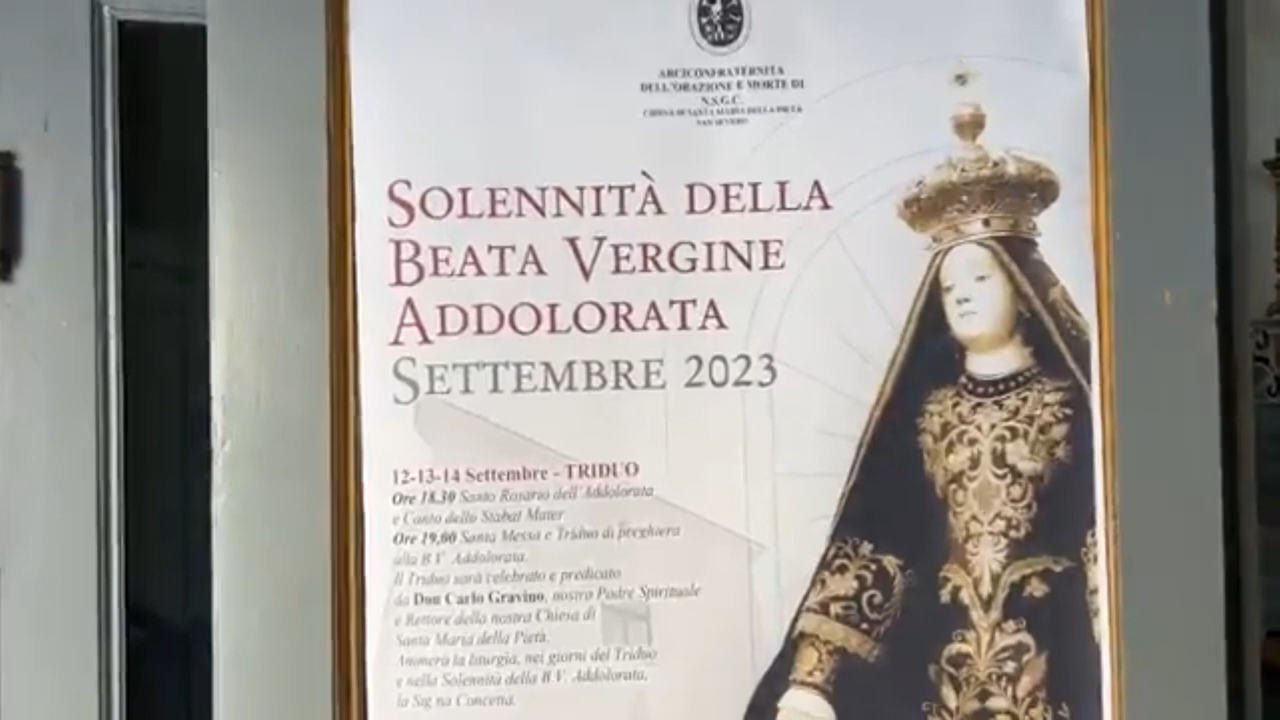 ARCICONFRATERNITA
DELL'ORAZIONE E MORTE DI
N.S.G.C.
CHIESA DI SANTA MARIA DELLA PIETÀ
SAN SEVERO
SOLENNITÀ DELLA
BEATA VERGINE
ADDOLORATA
SETTEMBRE 2023
12-13-14 Settembre - TRIDUO
Ore 18.30 Santo Rosario dell'Addolorata
e Canto dello Stabat Mater
Ore 19,00 Santa Messa e Triduo di preghiera
alla B.V. Addolorata.
Il Triduo sarà celebrato e predicato
da Don Carlo Gravino, nostro Padre Spirituale
e Rettore della nostra Chiesa di
Santa Maria della Pietà.
Animerà la liturgia, nei giorni del Triduo
e nella Solennità della B.V. Addolorata,
la Sig.na Concetta.